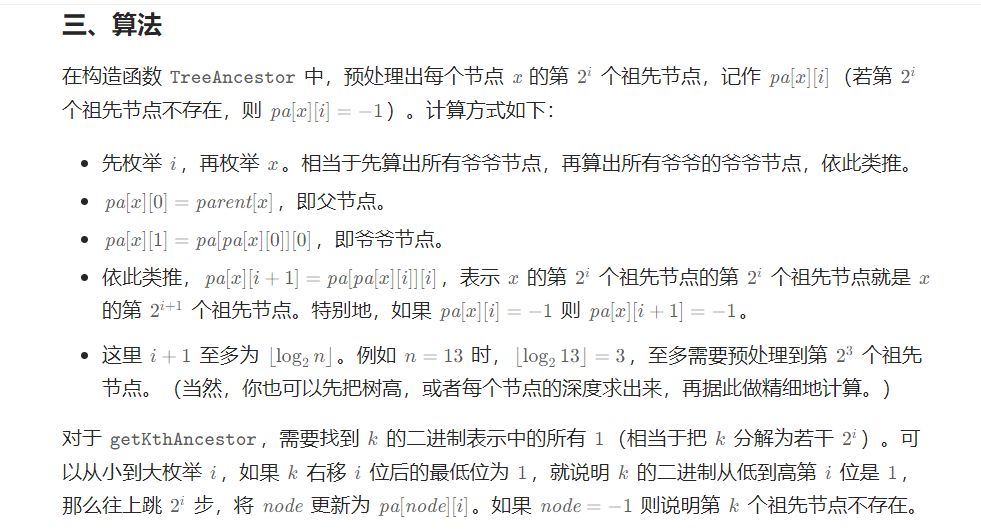 三、算法
在构造函数 TreeAncestor 中，预处理出每个节点 x 的第 2^i 个祖先节点，记作 pa[x][i]（若第 2^i
个祖先节点不存在，则 pa[x][i] = −1）。计算方式如下：
• 先枚举 i，再枚举 x。相当于先算出所有爷爷节点，再算出所有爷爷的爷爷节点，依此类推。
• pa[x][0] = parent[x]，即父节点。
• pa[x][1] = pa[pa[x][0]][0]，即爷爷节点。
• 依此类推，pa[x][i + 1] = pa[pa[x][i]][i]，表示 x 的第 2^i 个祖先节点的第 2^i 个祖先节点就是 x
的第 2^{i+1} 个祖先节点。特别地，如果 pa[x][i] = −1 则 pa[x][i + 1] = −1。
• 这里 i + 1 至多为 ⌊log₂ n⌋。例如 n = 13 时，⌊log₂ 13⌋ = 3，至多需要预处理到第 2^3 个祖先
节点。（当然，你也可以先把树高，或者每个节点的深度求出来，再据此做精细地计算。）
对于 getKthAncestor，需要找到 k 的二进制表示中的所有 1（相当于把 k 分解为若干 2^i）。可
以从小到大枚举 i，如果 k 右移 i 位后的最低位为 1，就说明 k 的二进制从低到高第 i 位是 1，
那么往上跳 2^i 步，将 node 更新为 pa[node][i]。如果 node = −1 则说明第 k 个祖先节点不存在。